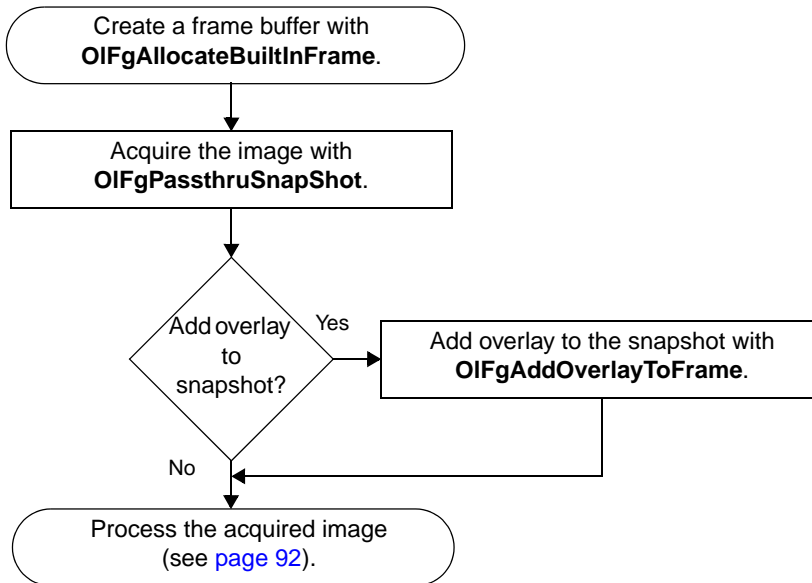 Create a frame buffer with
OlFgAllocateBuiltInFrame.
Acquire the image with
OlFgPassthruSnapShot.
Add overlay
to
snapshot?
Yes
Add overlay to the snapshot with
OlFgAddOverlayToFrame.
No
Process the acquired image
(see page 92).